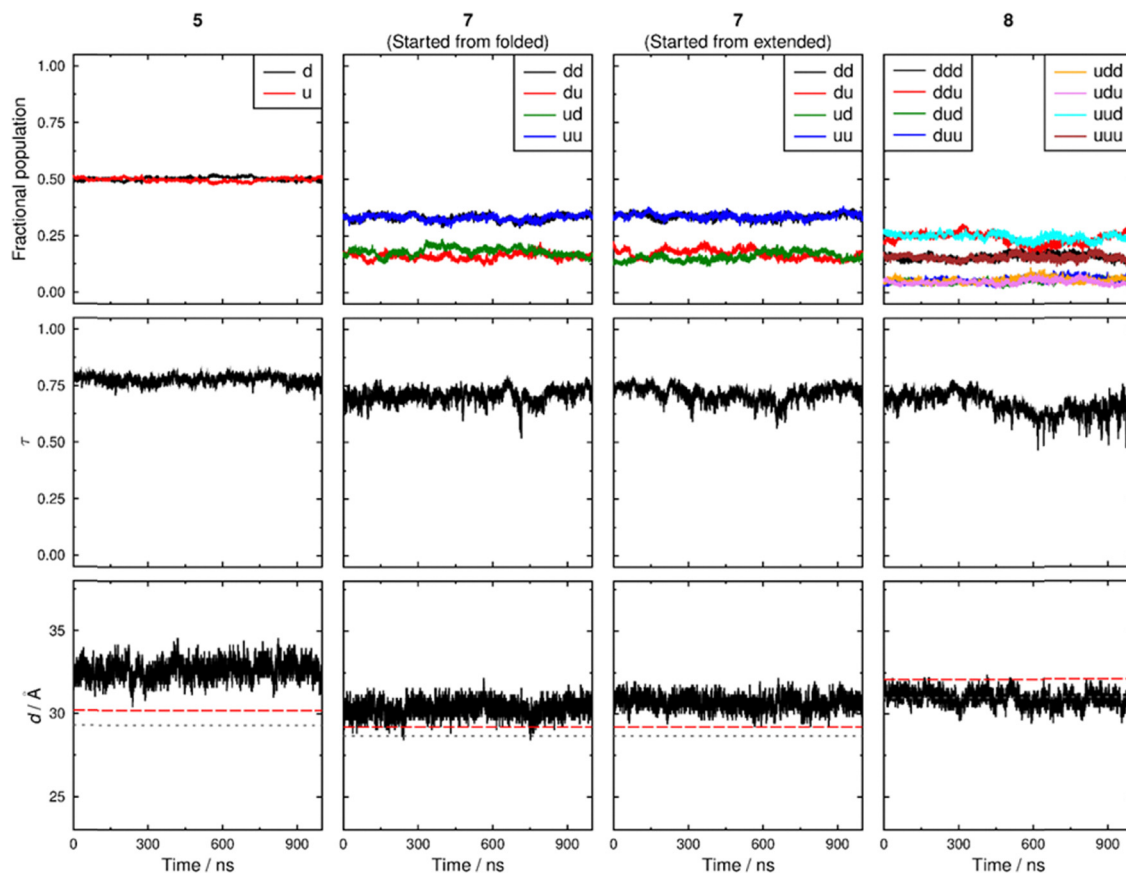 5
7
(Started from folded)
7
(Started from extended)
8
Fractional population
1.00
0.75
0.50
0.25
0.00
d
u
dd
du
ud
uu
dd
du
ud
uu
ddd
ddu
dud
duu
udd
udu
uud
uuu
τ
1.00
0.75
0.50
0.25
0.00
d / Å
35
30
25
0 300 600 900
0 300 600 900
0 300 600 900
0 300 600 900
Time / ns
Time / ns
Time / ns
Time / ns